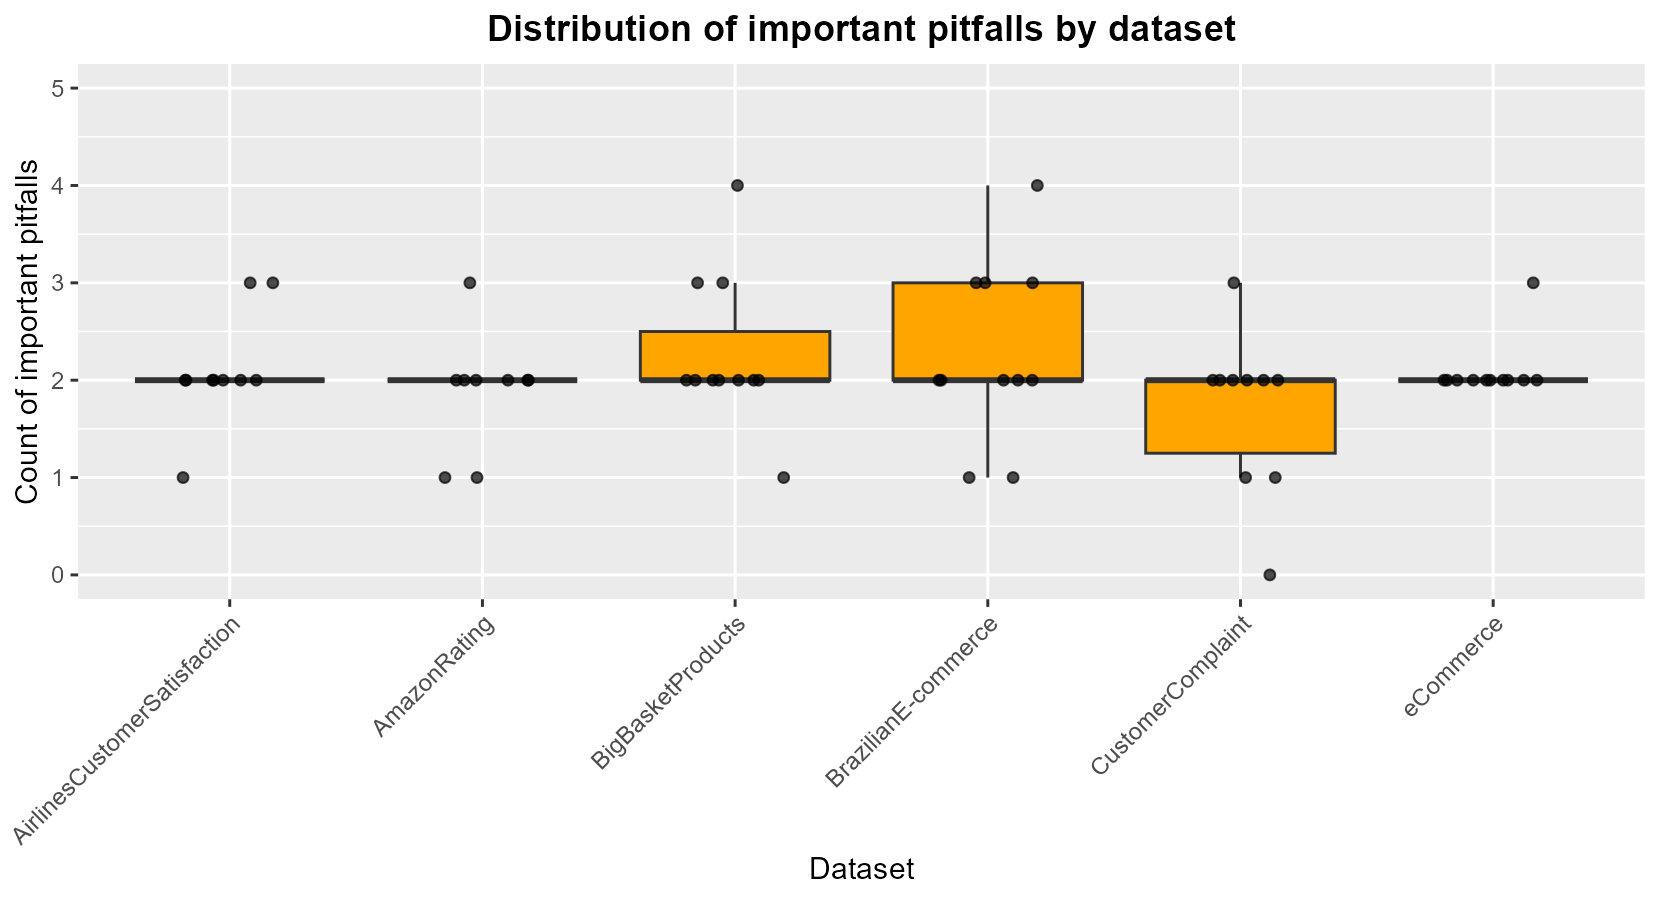 Distribution of important pitfalls by dataset
Count of important pitfalls
5
4
3
2
1
0
AirlinesCustomerSatisfaction
AmazonRating
BigBasketProducts
BrazilianE-commerce
CustomerComplaint
eCommerce
Dataset